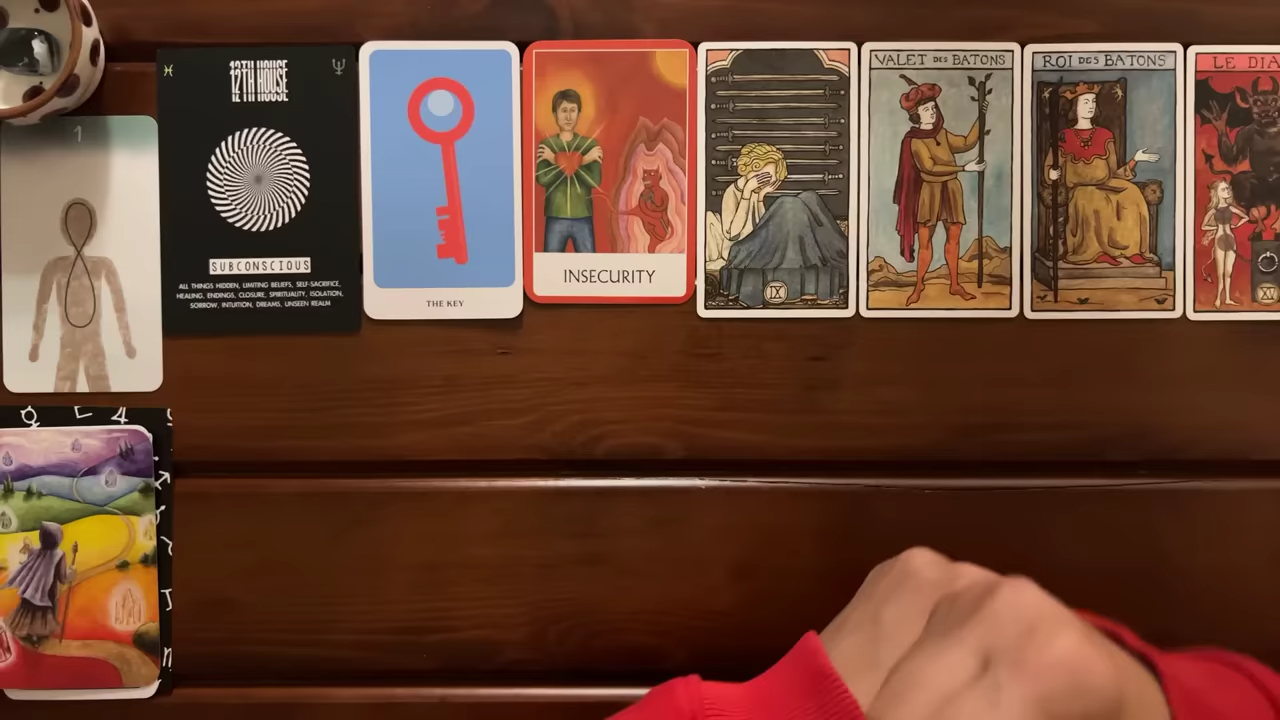 1
12TH HOUSE
SUBCONSCIOUS
ALL THINGS HIDDEN, LIMITING BELIEFS, SELF-SACRIFICE,
HEALING, ENDINGS, CLOSURE, SPIRITUALITY, ISOLATION,
SORROW, INTUITION, DREAMS, UNSEEN REALM
THE KEY
INSECURITY
IX
VALET DES BATONS
ROI DES BATONS
LE DIA
XI